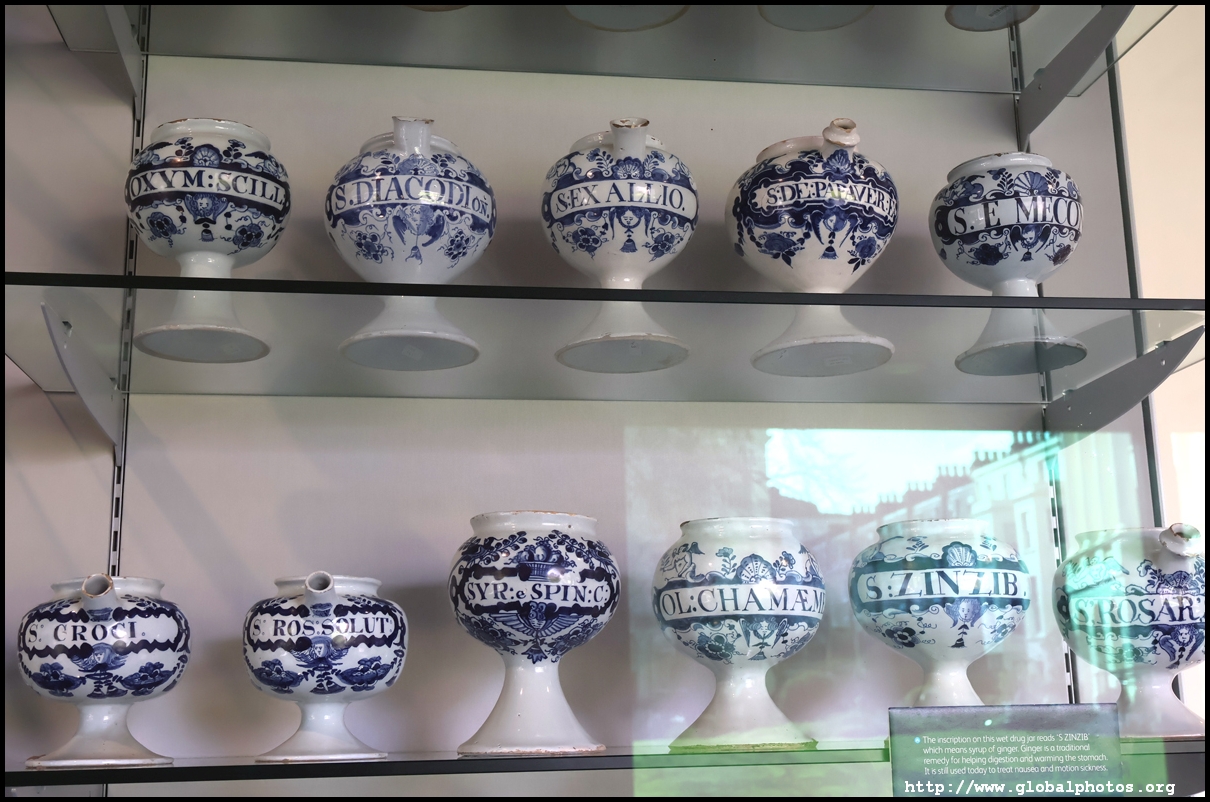 OXYM:SCILL
S.DIACODI
S:EX ALLIO.
S:DE:PAPAVER:
S. E MECO
S: CROCI.
S: ROS:SOLUT
SYR:e SPIN:C:
OL:CHAMÆM
S:ZINZIB.
S:ROSAR:
The inscription on this wet drug jar reads 'S ZINZIB'
which means syrup of ginger. Ginger is a traditional
remedy for helping digestion and warming the stomach.
It is still used today to treat nausea and motion sickness.
http://www.globalphotos.org